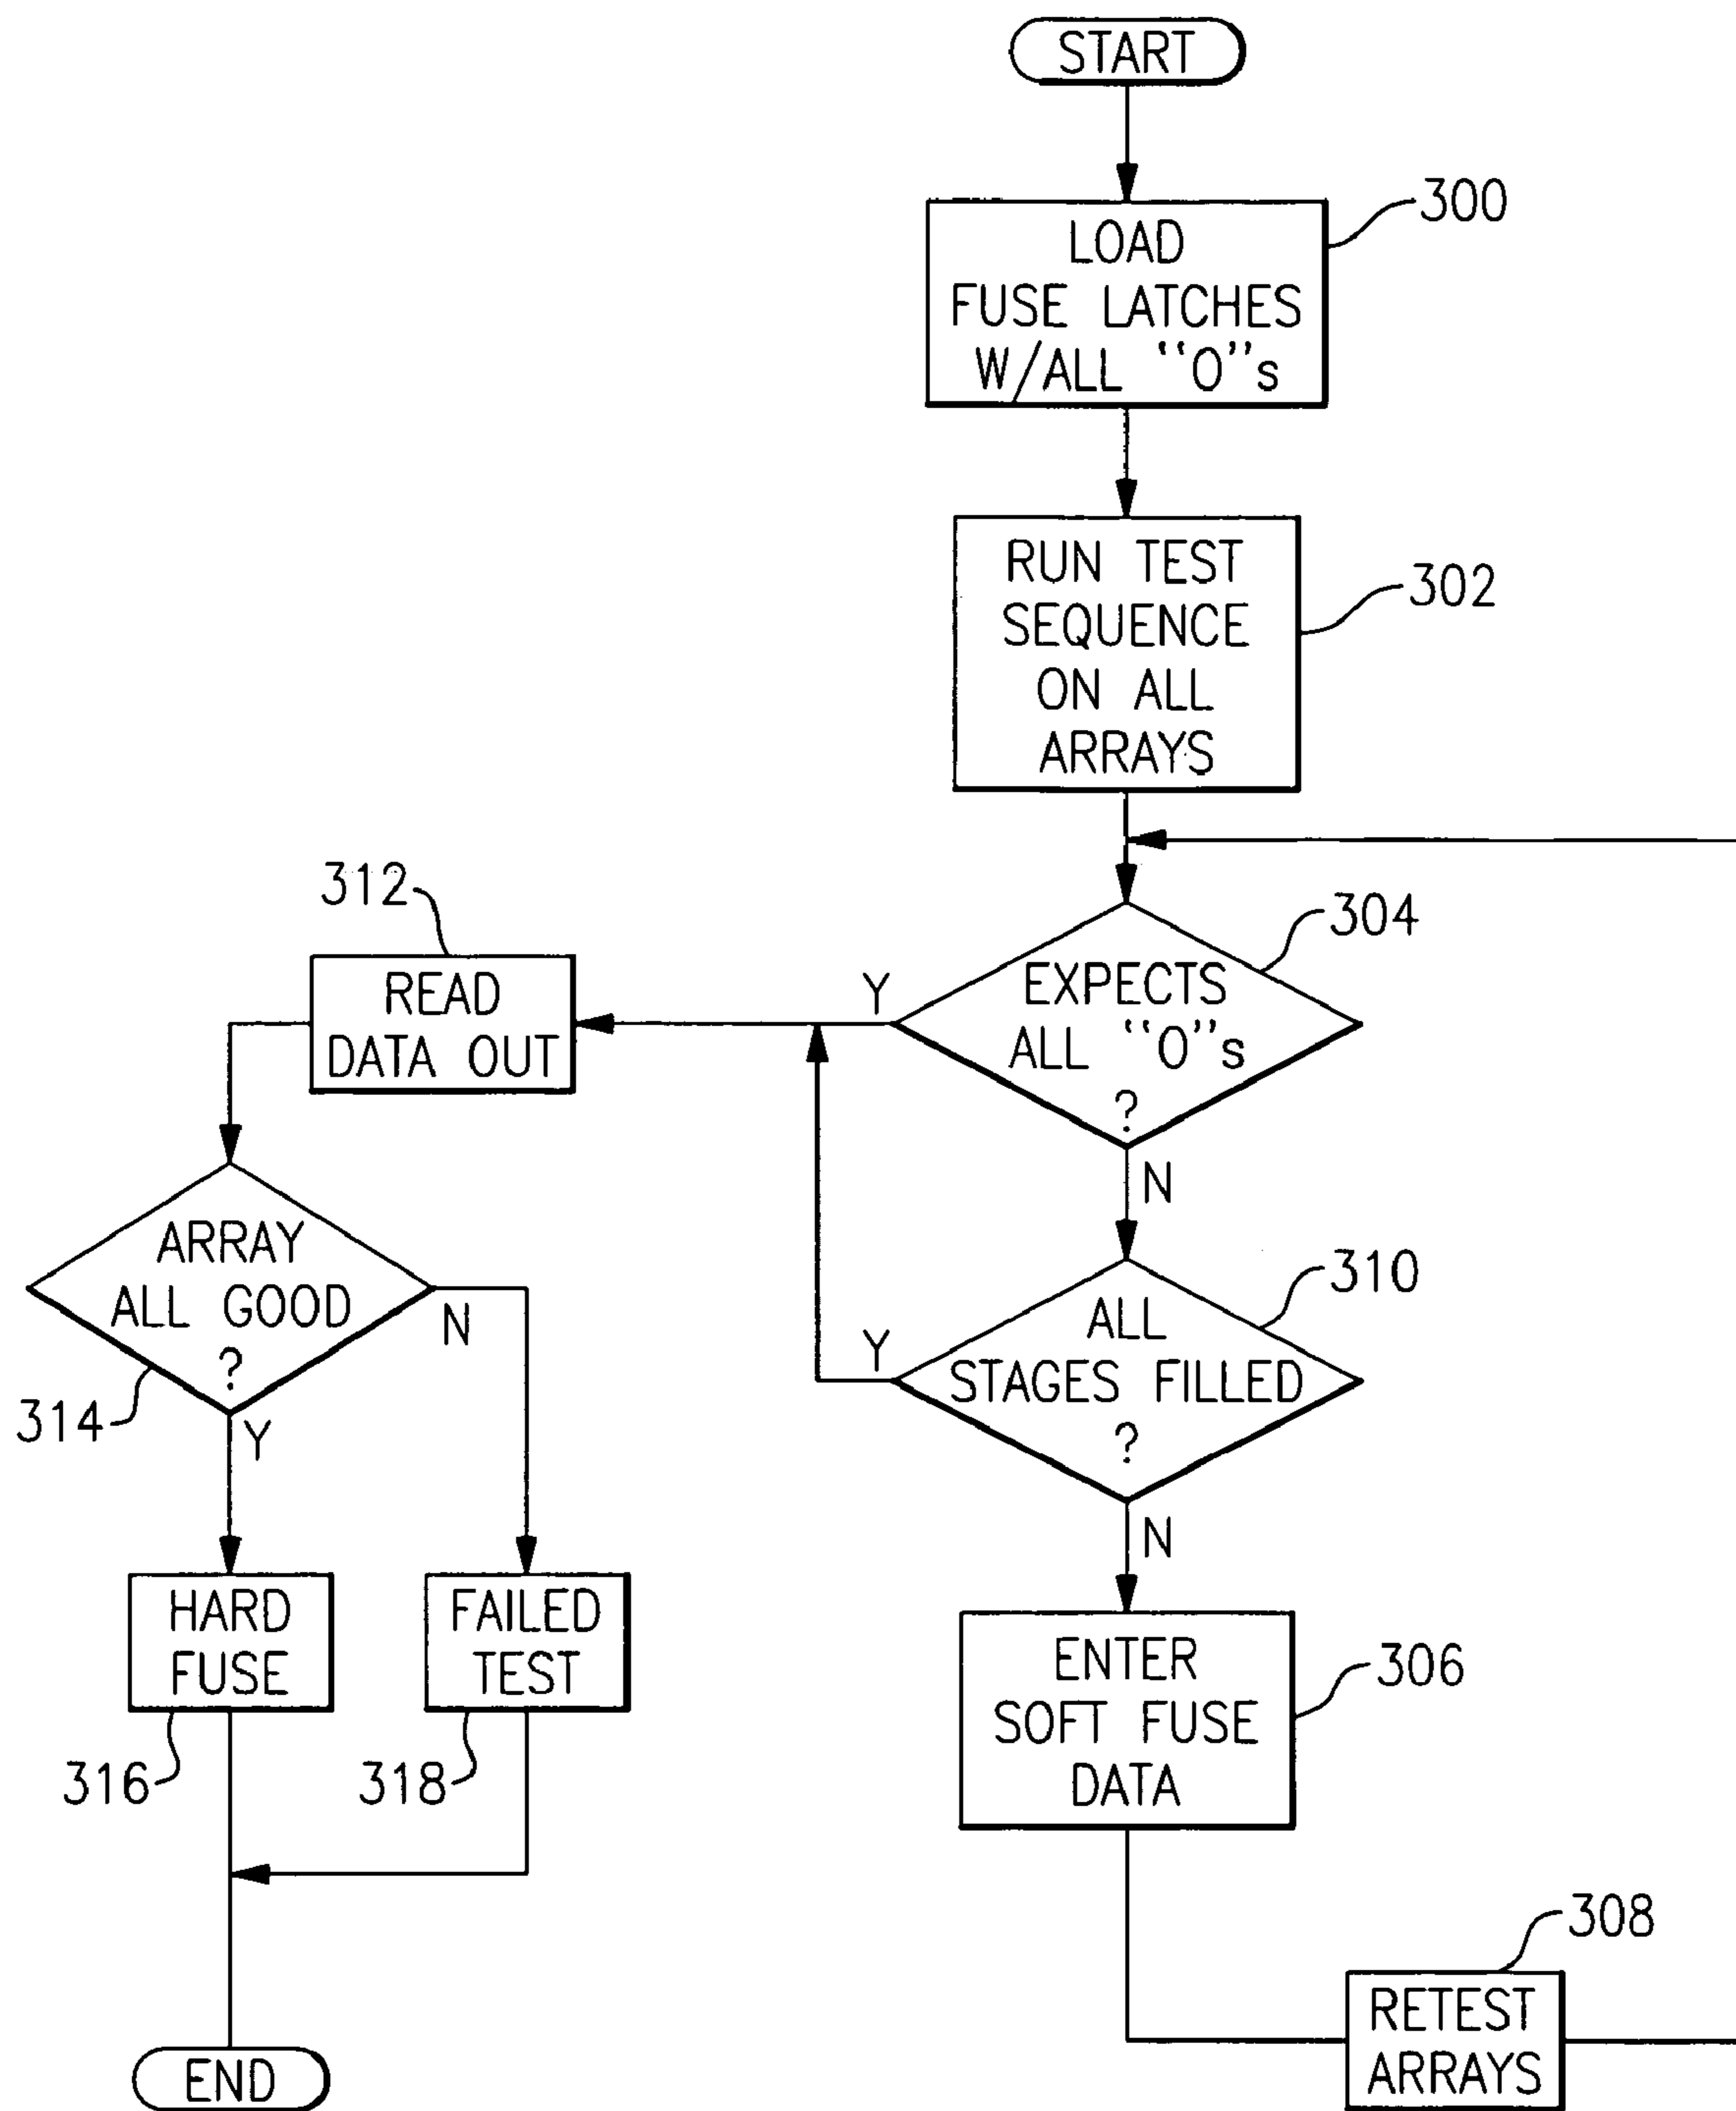 START
300
LOAD
FUSE LATCHES
W/ALL ‘‘0’’s
302
RUN TEST
SEQUENCE
ON ALL
ARRAYS
304
EXPECTS
ALL ‘‘0’’s
?
Y
N
312
READ
DATA OUT
310
ALL
STAGES FILLED
?
Y
N
314
ARRAY
ALL GOOD
?
N
Y
HARD
FUSE
316
FAILED
TEST
318
306
ENTER
SOFT FUSE
DATA
308
RETEST
ARRAYS
END